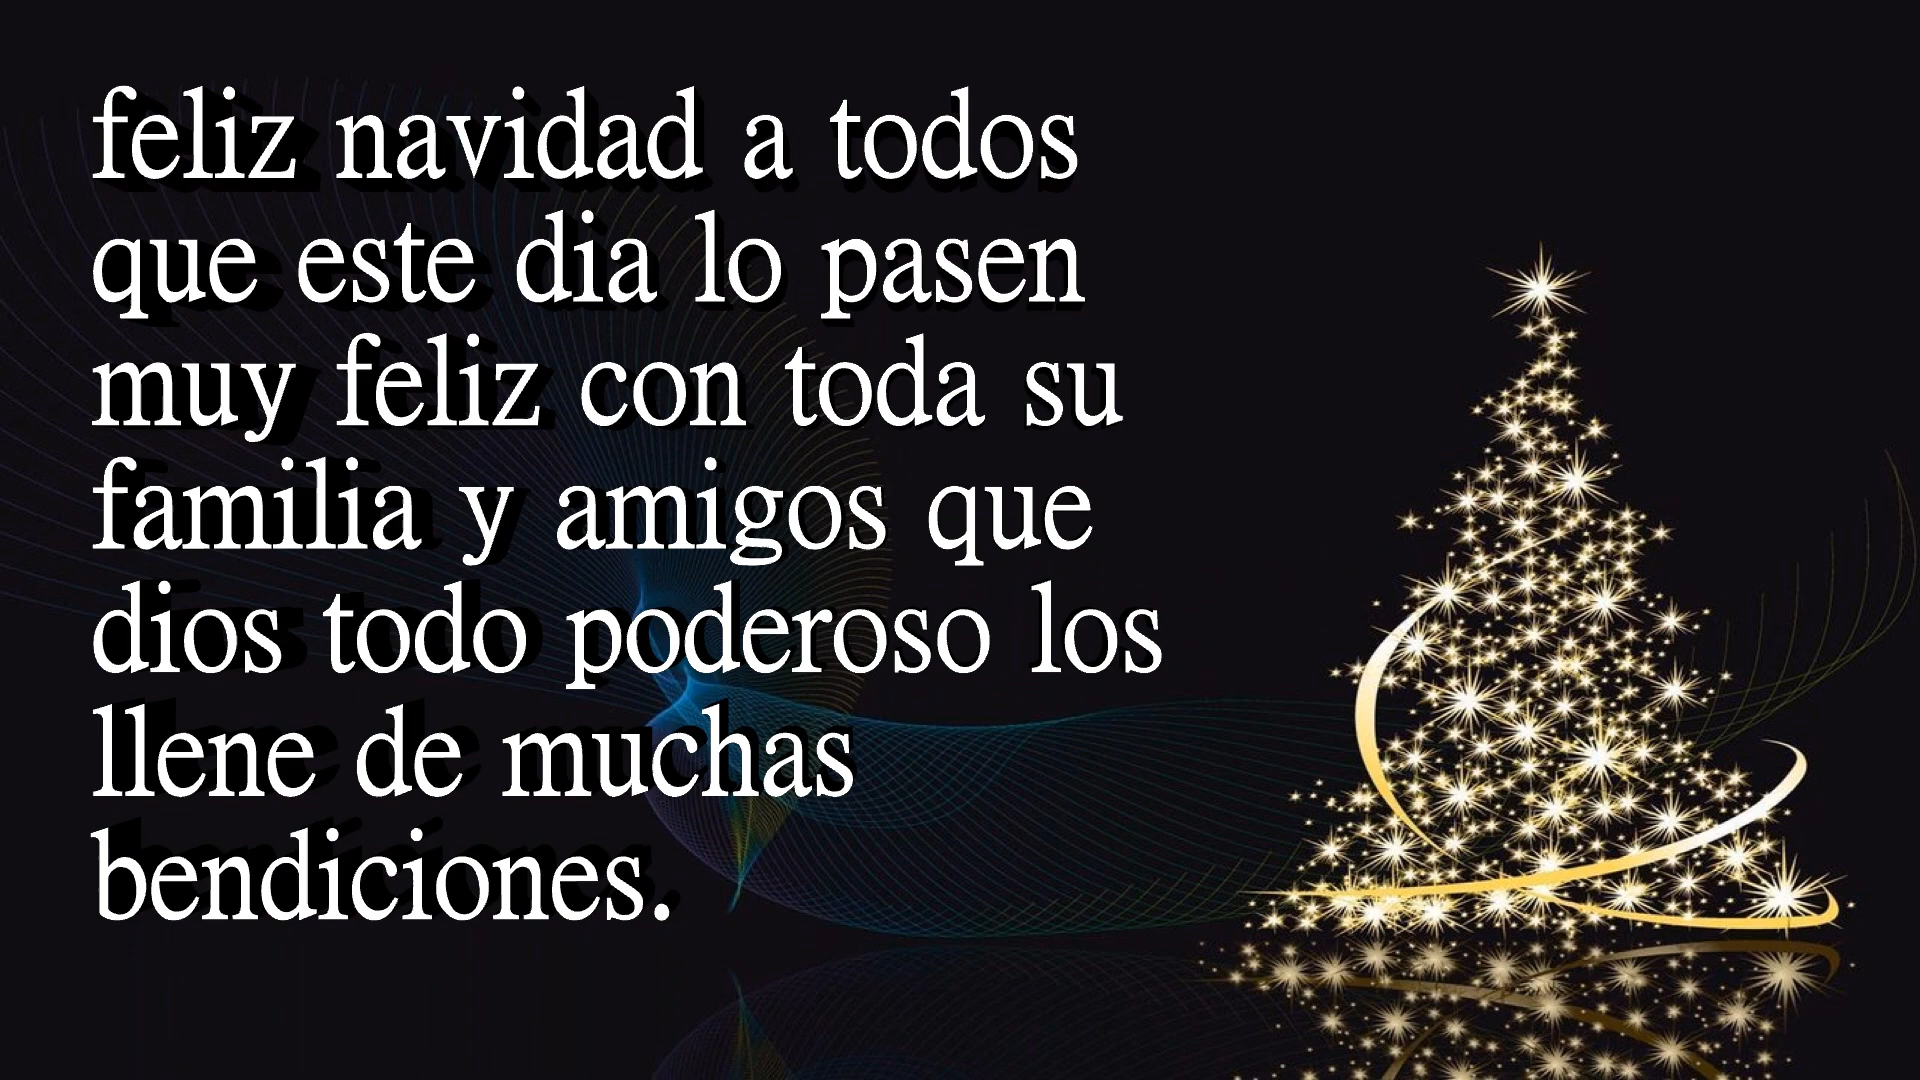 feliz navidad a todos
que este dia lo pasen
muy feliz con toda su
familia y amigos que
dios todo poderoso los
llene de muchas
bendiciones.